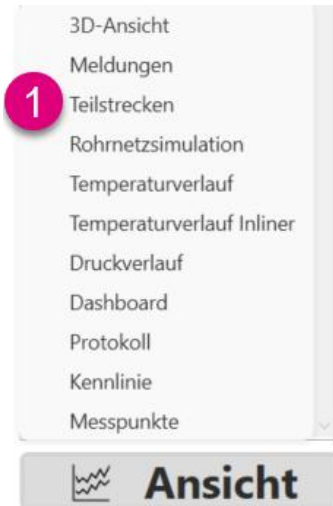 3D-Ansicht
Meldungen
1 Teilstrecken
Rohrnetzsimulation
Temperaturverlauf
Temperaturverlauf Inliner
Druckverlauf
Dashboard
Protokoll
Kennlinie
Messpunkte
Ansicht